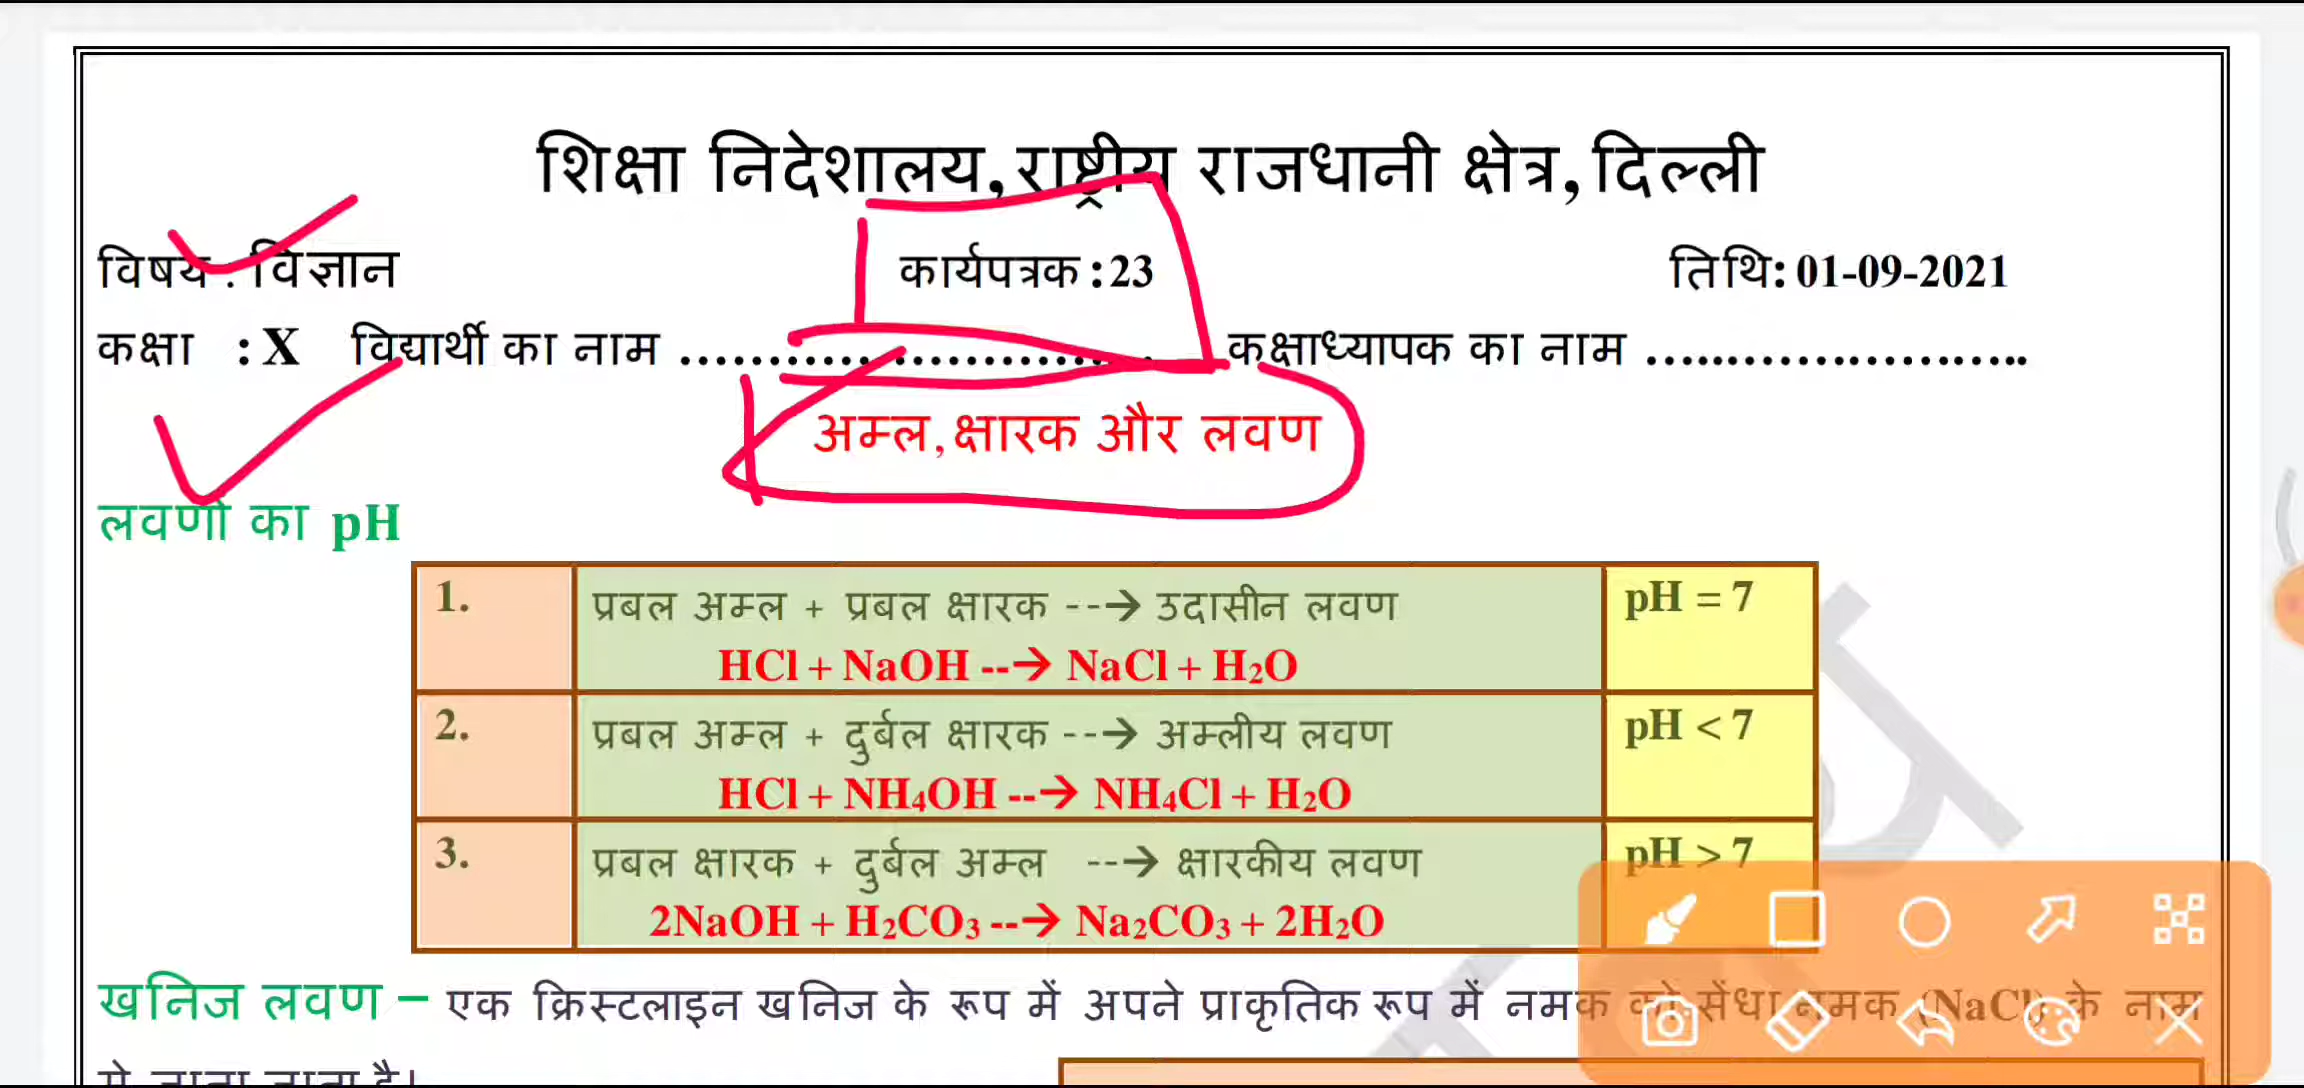 शिक्षा निदेशालय, राष्ट्रीय राजधानी क्षेत्र, दिल्ली
विषय : विज्ञान कार्यपत्रक : 23 तिथि: 01-09-2021
कक्षा : X विद्यार्थी का नाम ........................... कक्षाध्यापक का नाम ......................
अम्ल, क्षारक और लवण
लवणों का pH
1. प्रबल अम्ल + प्रबल क्षारक --→ उदासीन लवण pH = 7
HCl + NaOH --→ NaCl + H₂O
2. प्रबल अम्ल + दुर्बल क्षारक --→ अम्लीय लवण pH < 7
HCl + NH₄OH --→ NH₄Cl + H₂O
3. प्रबल क्षारक + दुर्बल अम्ल --→ क्षारकीय लवण pH > 7
2NaOH + H₂CO₃ --→ Na₂CO₃ + 2H₂O
खनिज लवण – एक क्रिस्टलाइन खनिज के रूप में अपने प्राकृतिक रूप में नमक को सेंधा नमक (NaCl) के नाम